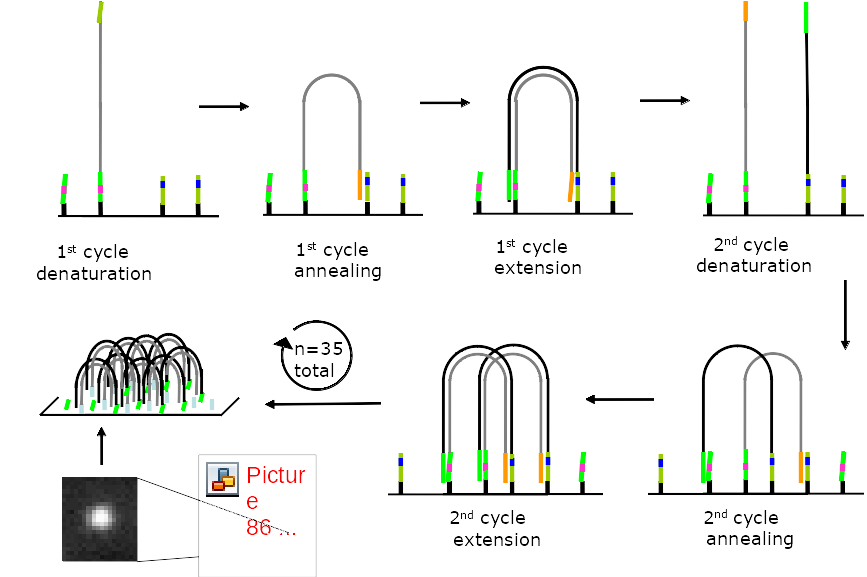 1st cycle
denaturation
1st cycle
annealing
1st cycle
extension
2nd cycle
denaturation
n=35
total
2nd cycle
extension
2nd cycle
annealing
Pictur
e
86 ...